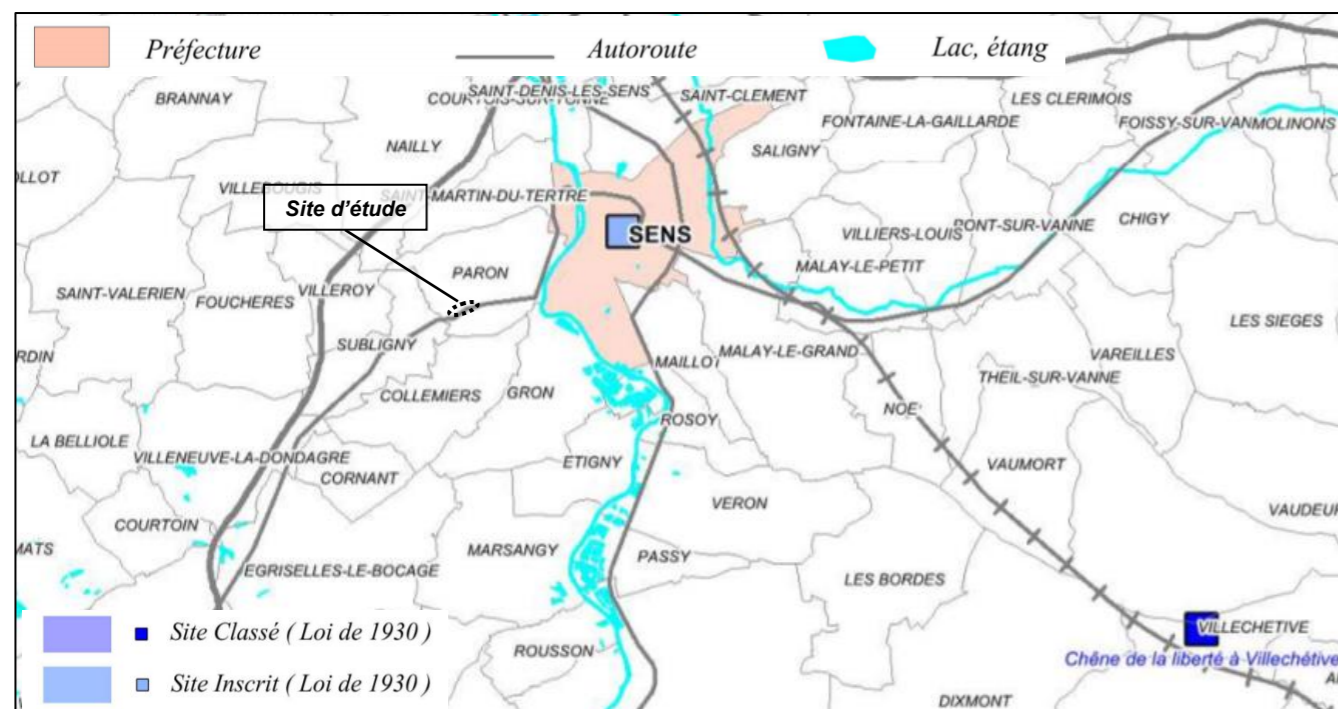 Préfecture
Autoroute
Lac, étang
BRANNAY
SAINT-DENIS-LES-SENS
COURTOIS-SUR-YONNE
SAINT-CLEMENT
LES CLERIMOIS
FONTAINE-LA-GAILLARDE
FOISSY-SUR-VAN
MOLINONS
NAILLY
SALIGNY
OLLOT
VILLEBOUGIS
SAINT-MARTIN-DU-TERTRE
Site d'étude
SENS
VILLIERS-LOUIS
PONT-SUR-VANNE
CHIGY
PARON
MALAY-LE-PETIT
SAINT-VALERIEN
FOUCHERES
VILLEROY
LES SIEGES
RDIN
SUBLIGNY
MAILLOT
MALAY-LE-GRAND
VAREILLES
THEIL-SUR-VANNE
COLLEMIERS
GRON
NOE
ROSOY
LA BELLIOLE
VILLENEUVE-LA-DONDAGRE
ETIGNY
VAUMORT
CORNANT
VERON
VAUDEUR
COURTOIN
MATS
MARSANGY
PASSY
EGRISELLES-LE-BOCAGE
LES BORDES
Site Classé ( Loi de 1930 )
VILLECHETIVE
ROUSSON
Chêne de la liberté à Villechétive
Site Inscrit ( Loi de 1930 )
DIXMONT